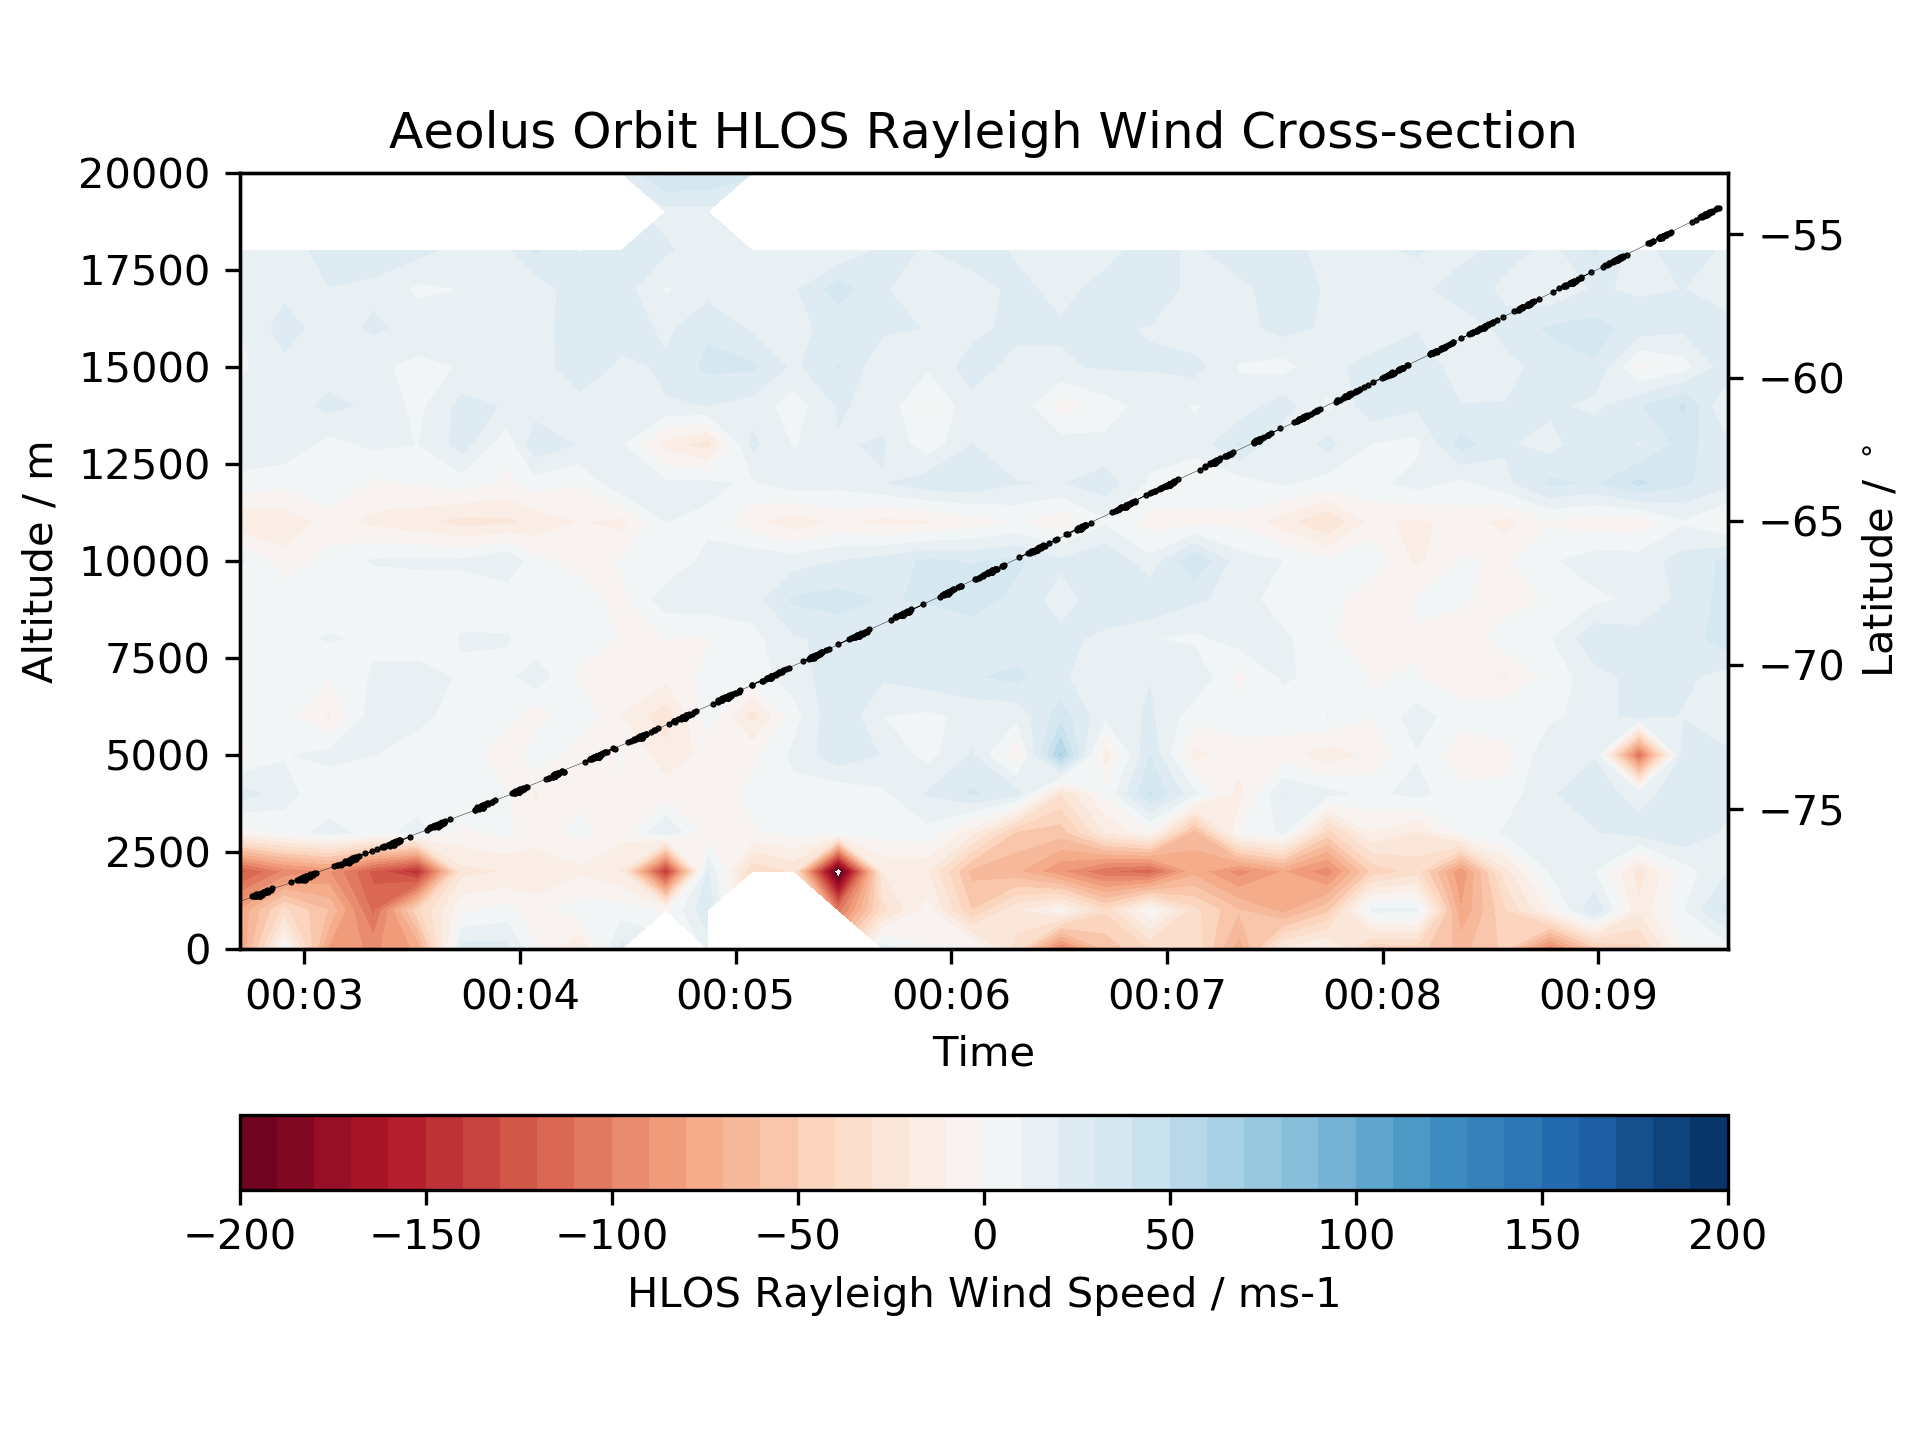 Aeolus Orbit HLOS Rayleigh Wind Cross-section
20000
17500
15000
12500
10000
7500
5000
2500
0
Altitude / m
−55
−60
−65
−70
−75
Latitude / °
00:03 00:04 00:05 00:06 00:07 00:08 00:09
Time
−200 −150 −100 −50 0 50 100 150 200
HLOS Rayleigh Wind Speed / ms-1